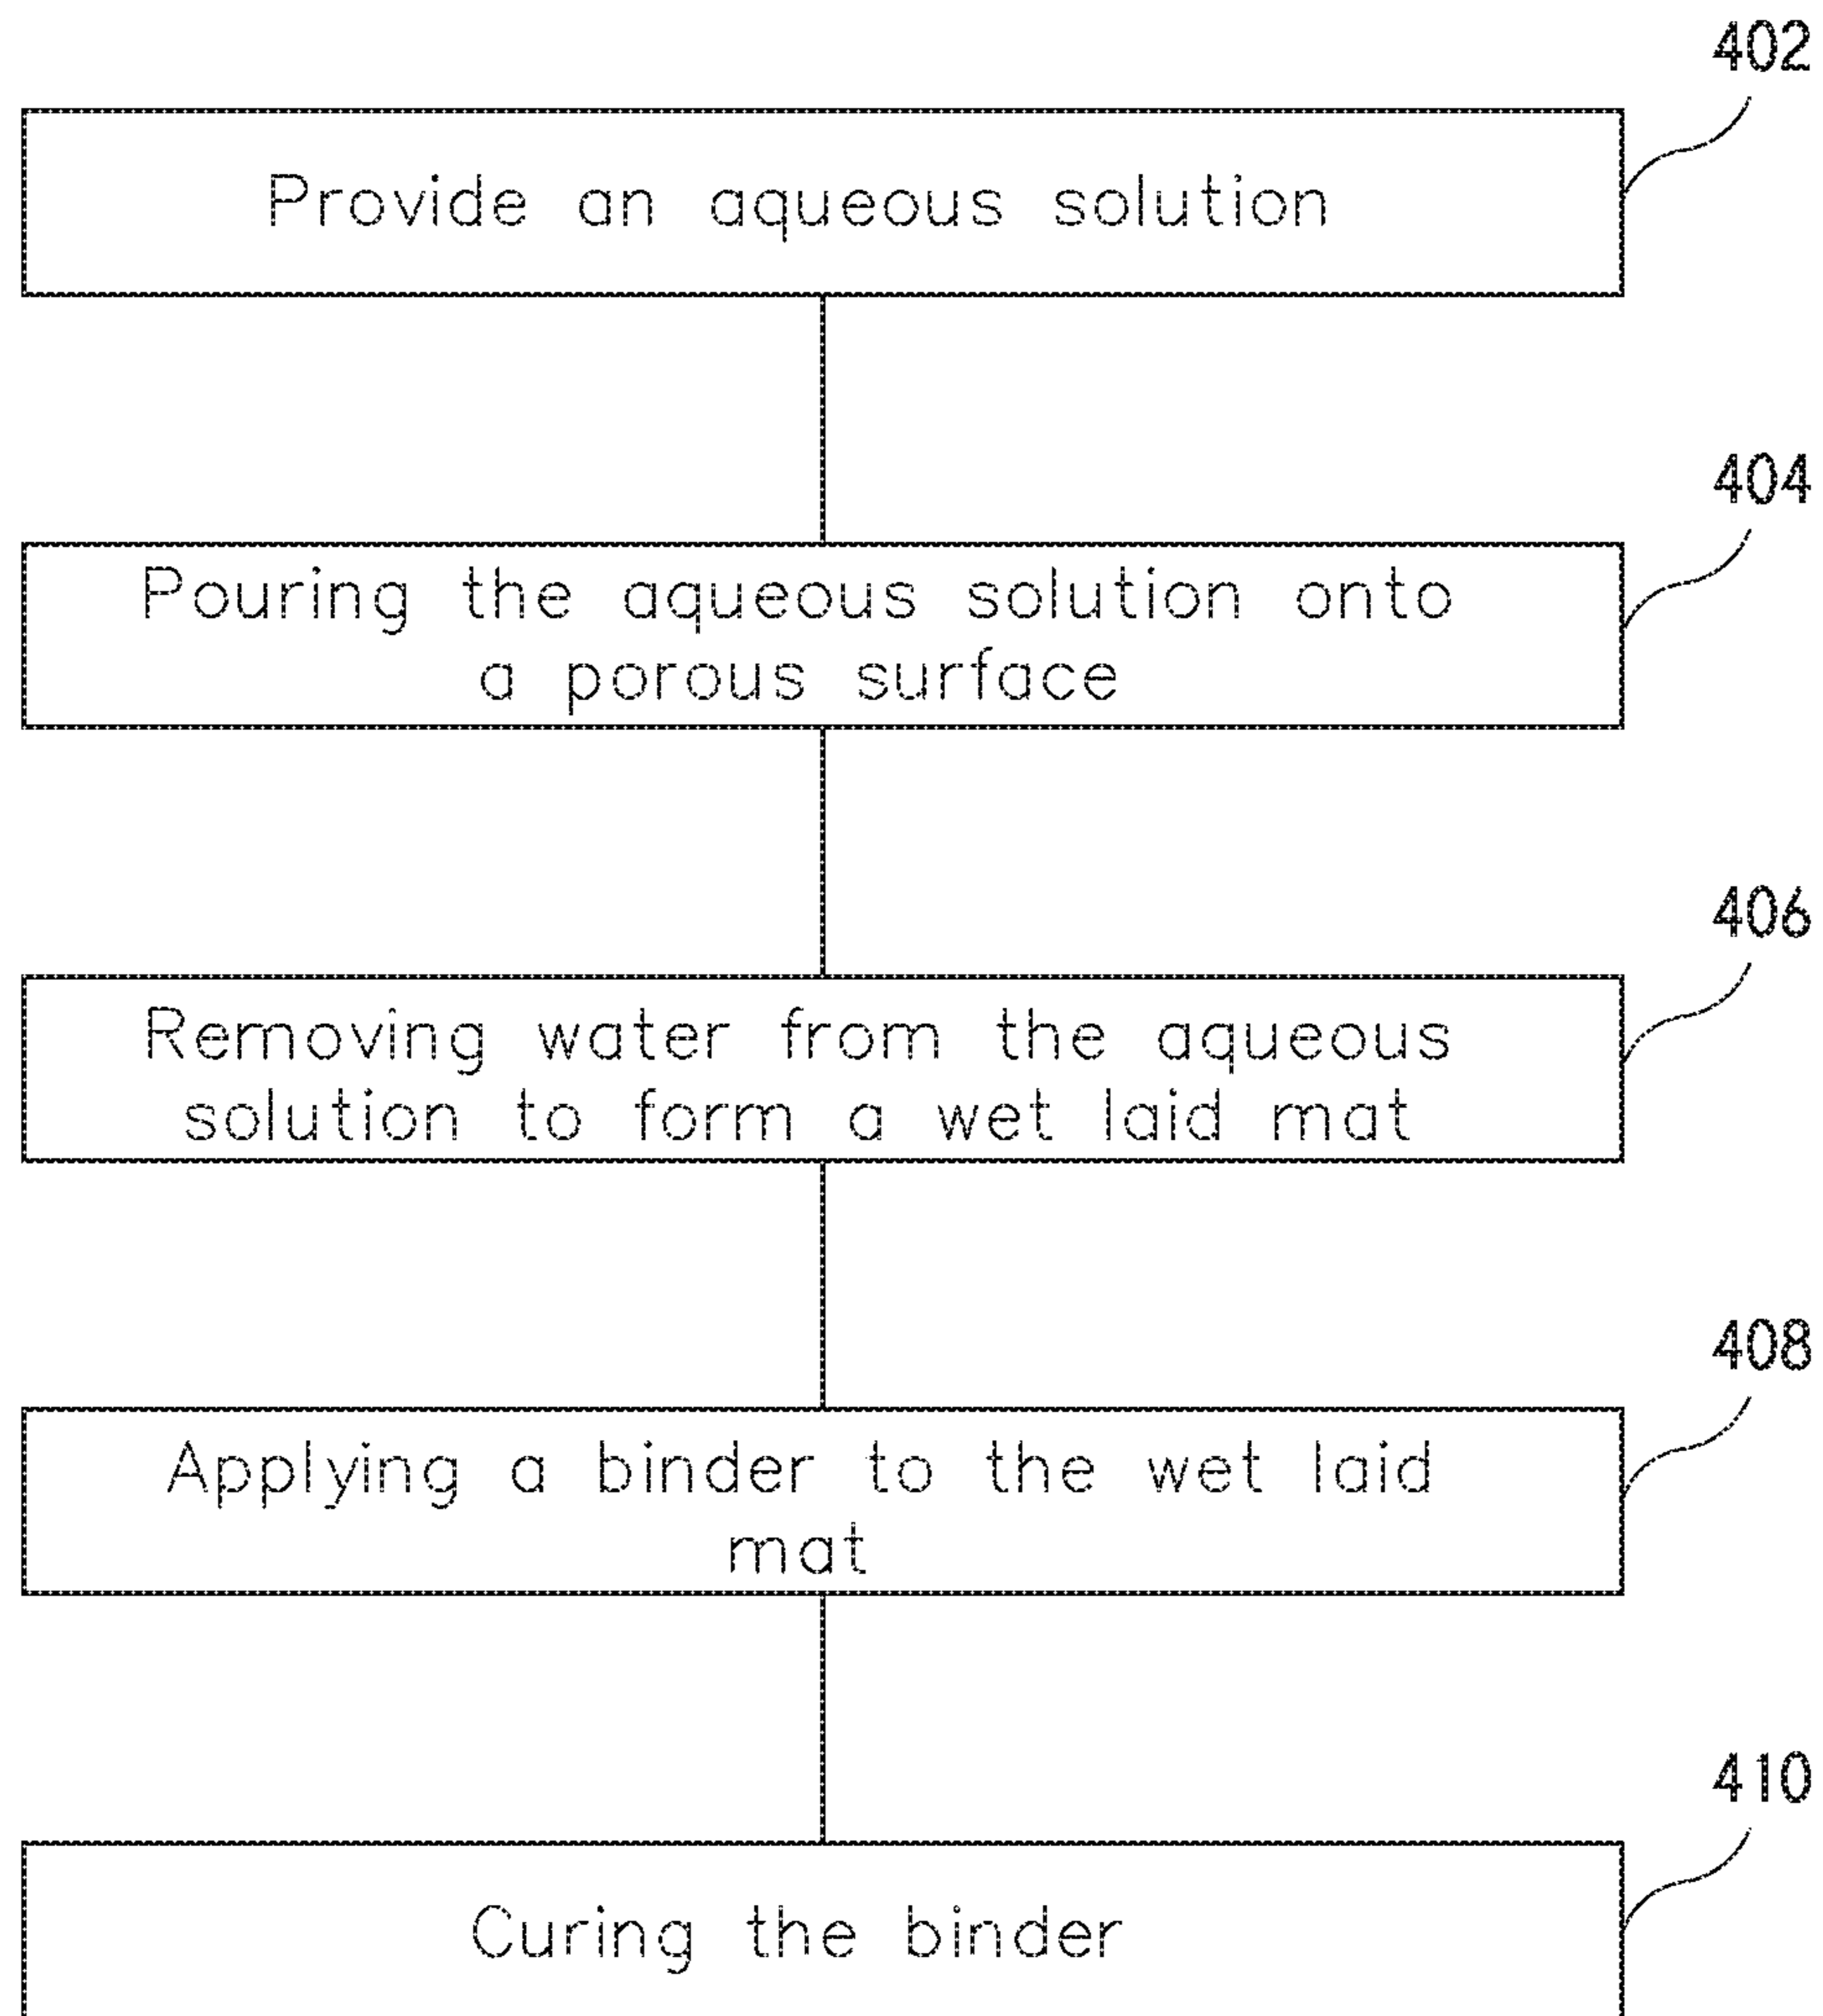 402
Provide an aqueous solution
404
Pouring the aqueous solution onto
a porous surface
406
Removing water from the aqueous
solution to form a wet laid mat
408
Applying a binder to the wet laid
mat
410
Curing the binder